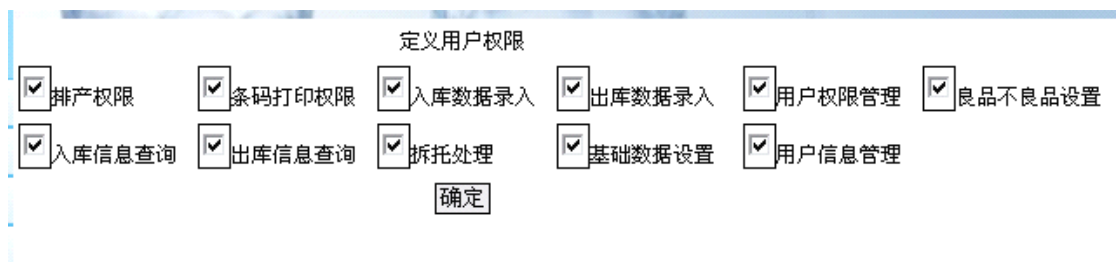 定义用户权限
排产权限 条码打印权限 入库数据录入 出库数据录入 用户权限管理 良品不良品设置
入库信息查询 出库信息查询 拆托处理 基础数据设置 用户信息管理
确定